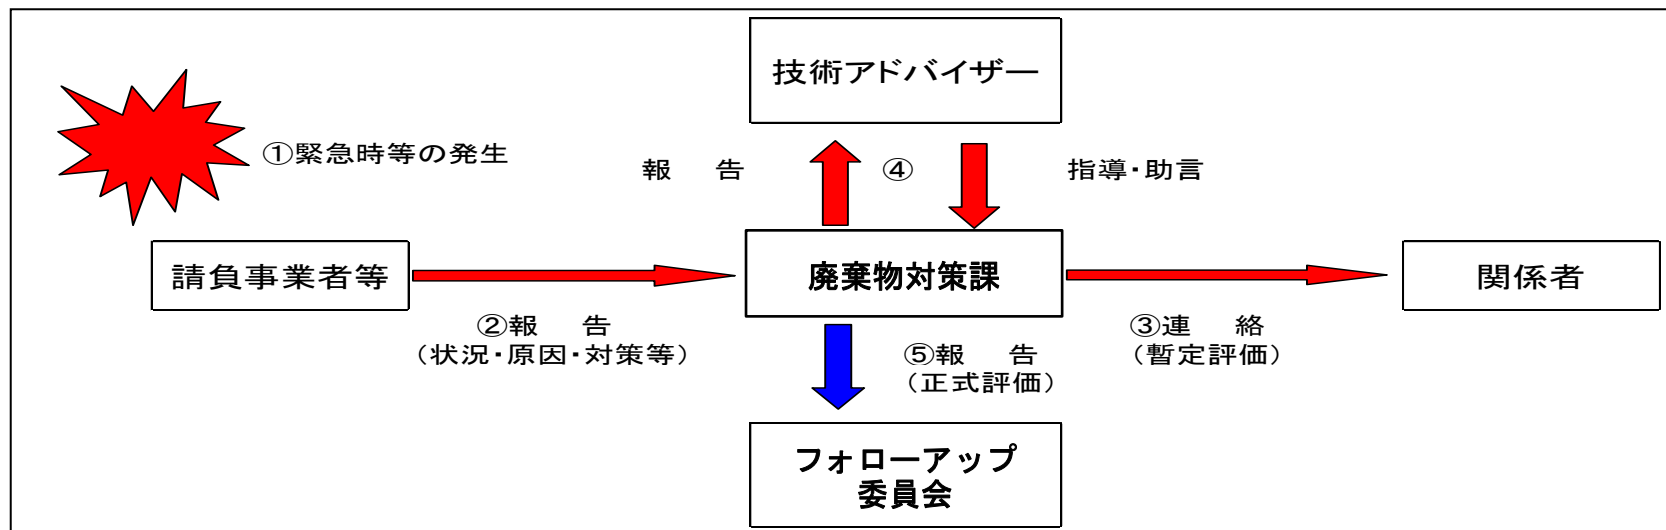 技術アドバイザー
①緊急時等の発生
報　告
④
指導・助言
請負事業者等
廃棄物対策課
関係者
②報　告
（状況・原因・対策等）
③連　絡
（暫定評価）
⑤報　告
（正式評価）
フォローアップ
委員会